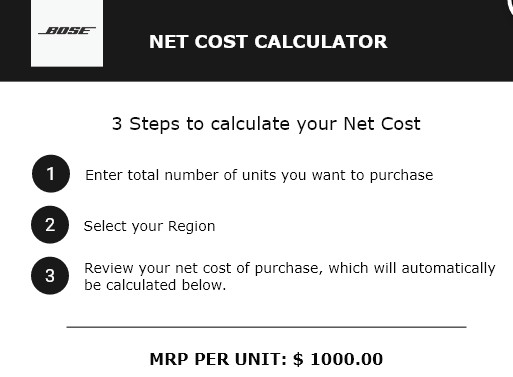 BOSE
NET COST CALCULATOR
3 Steps to calculate your Net Cost
1 Enter total number of units you want to purchase
2 Select your Region
3 Review your net cost of purchase, which will automatically
be calculated below.
MRP PER UNIT: $ 1000.00